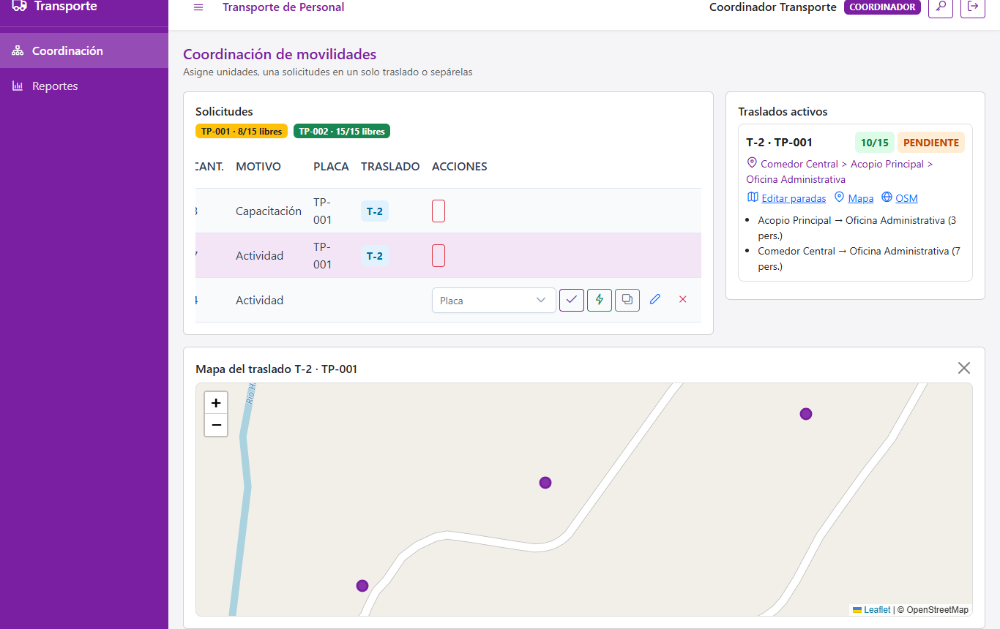 Transporte
Transporte de Personal
Coordinador Transporte
COORDINADOR
Coordinación
Reportes
Coordinación de movilidades
Asigne unidades, una solicitudes en un solo traslado o sepárelas
Solicitudes
TP-001 · 8/15 libres
TP-002 · 15/15 libres
CANT. MOTIVO PLACA TRASLADO ACCIONES
3 Capacitación TP-001 T-2
7 Actividad TP-001 T-2
4 Actividad Placa
Traslados activos
T-2 · TP-001 10/15 PENDIENTE
Comedor Central > Acopio Principal >
Oficina Administrativa
Editar paradas Mapa OSM
Acopio Principal → Oficina Administrativa (3
pers.)
Comedor Central → Oficina Administrativa (7
pers.)
Mapa del traslado T-2 · TP-001
+
−
Leaflet | © OpenStreetMap